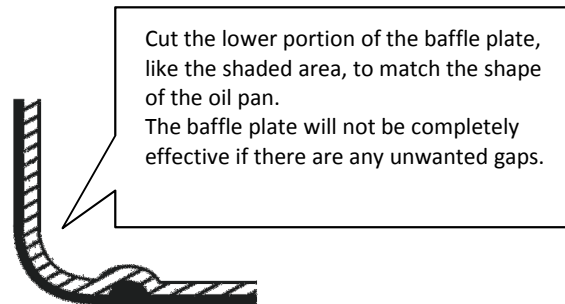 Cut the lower portion of the baffle plate,
like the shaded area, to match the shape
of the oil pan.
The baffle plate will not be completely
effective if there are any unwanted gaps.